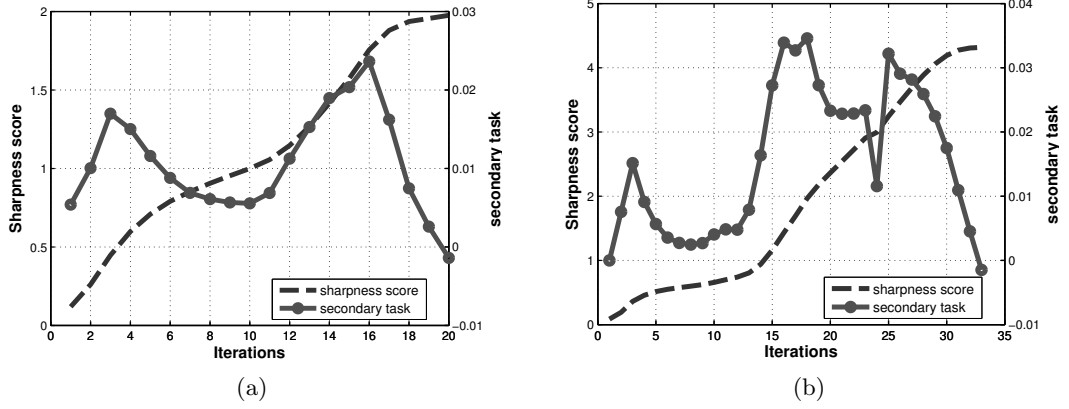 2
1.5
1
0.5
0
0.03
0.02
0.01
0
−0.01
0 2 4 6 8 10 12 14 16 18 20
Sharpness score
secondary task
Iterations
sharpness score
secondary task
(a)
5
4
3
2
1
0
0.04
0.03
0.02
0.01
0
−0.01
0 5 10 15 20 25 30 35
Sharpness score
secondary task
Iterations
sharpness score
secondary task
(b)